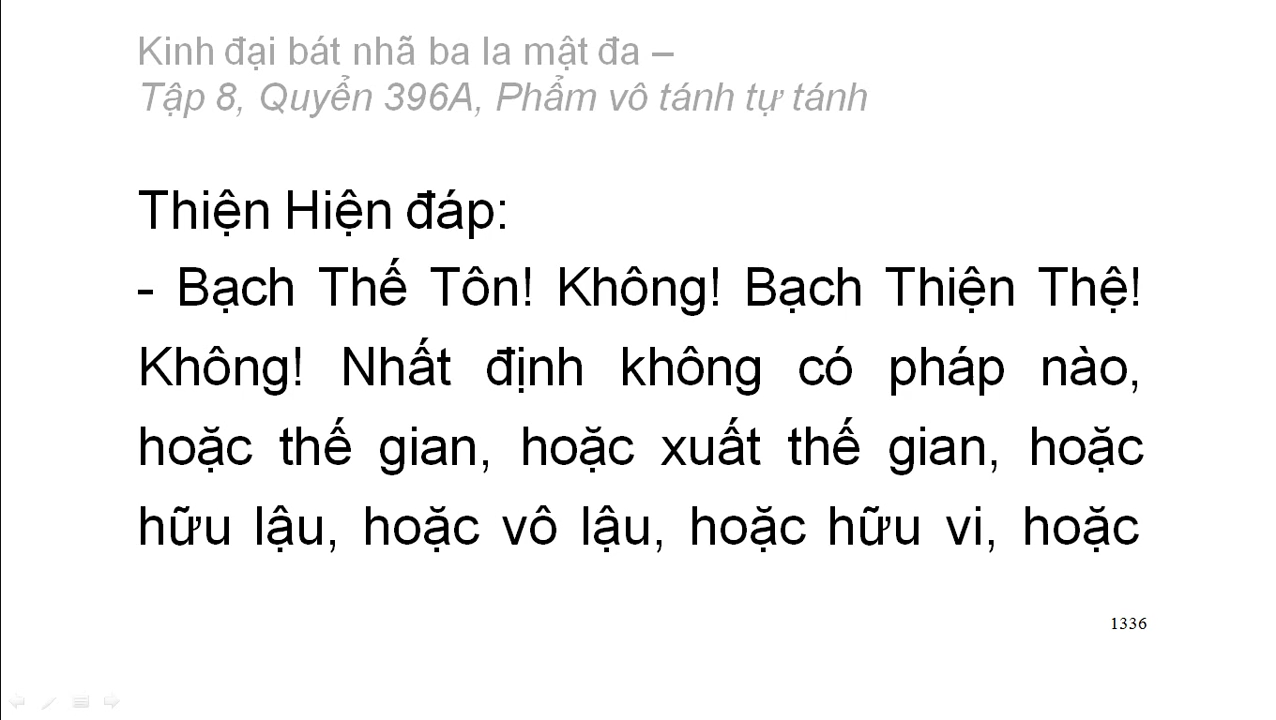 Kinh đại bát nhã ba la mật đa –
Tập 8, Quyển 396A, Phẩm vô tánh tự tánh
Thiện Hiện đáp:
- Bạch Thế Tôn! Không! Bạch Thiện Thệ!
Không! Nhất định không có pháp nào,
hoặc thế gian, hoặc xuất thế gian, hoặc
hữu lậu, hoặc vô lậu, hoặc hữu vi, hoặc
1336